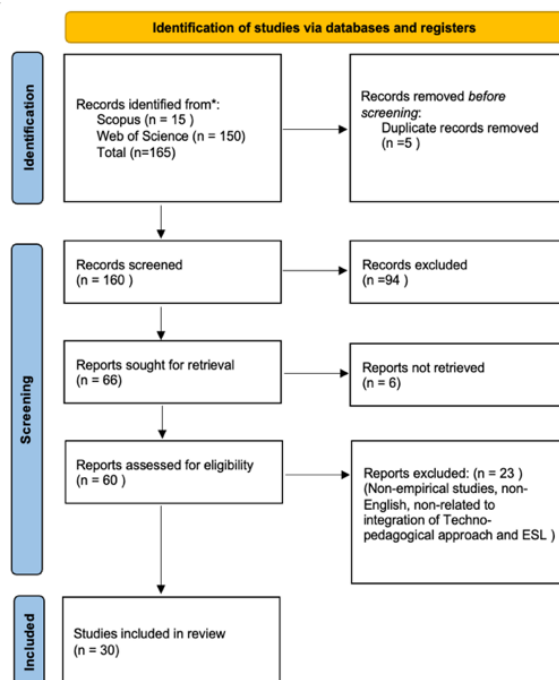 Identification of studies via databases and registers
Identification
Records identified from*:
Scopus (n = 15 )
Web of Science (n = 150)
Total (n=165)
Records removed before
screening:
Duplicate records removed
(n =5 )
Screening
Records screened
(n = 160 )
Records excluded
(n =94 )
Reports sought for retrieval
(n = 66)
Reports not retrieved
(n = 6)
Reports assessed for eligibility
(n = 60 )
Reports excluded: (n = 23 )
(Non-empirical studies, non-
English, non-related to
integration of Techno-
pedagogical approach and ESL )
Included
Studies included in review
(n = 30)